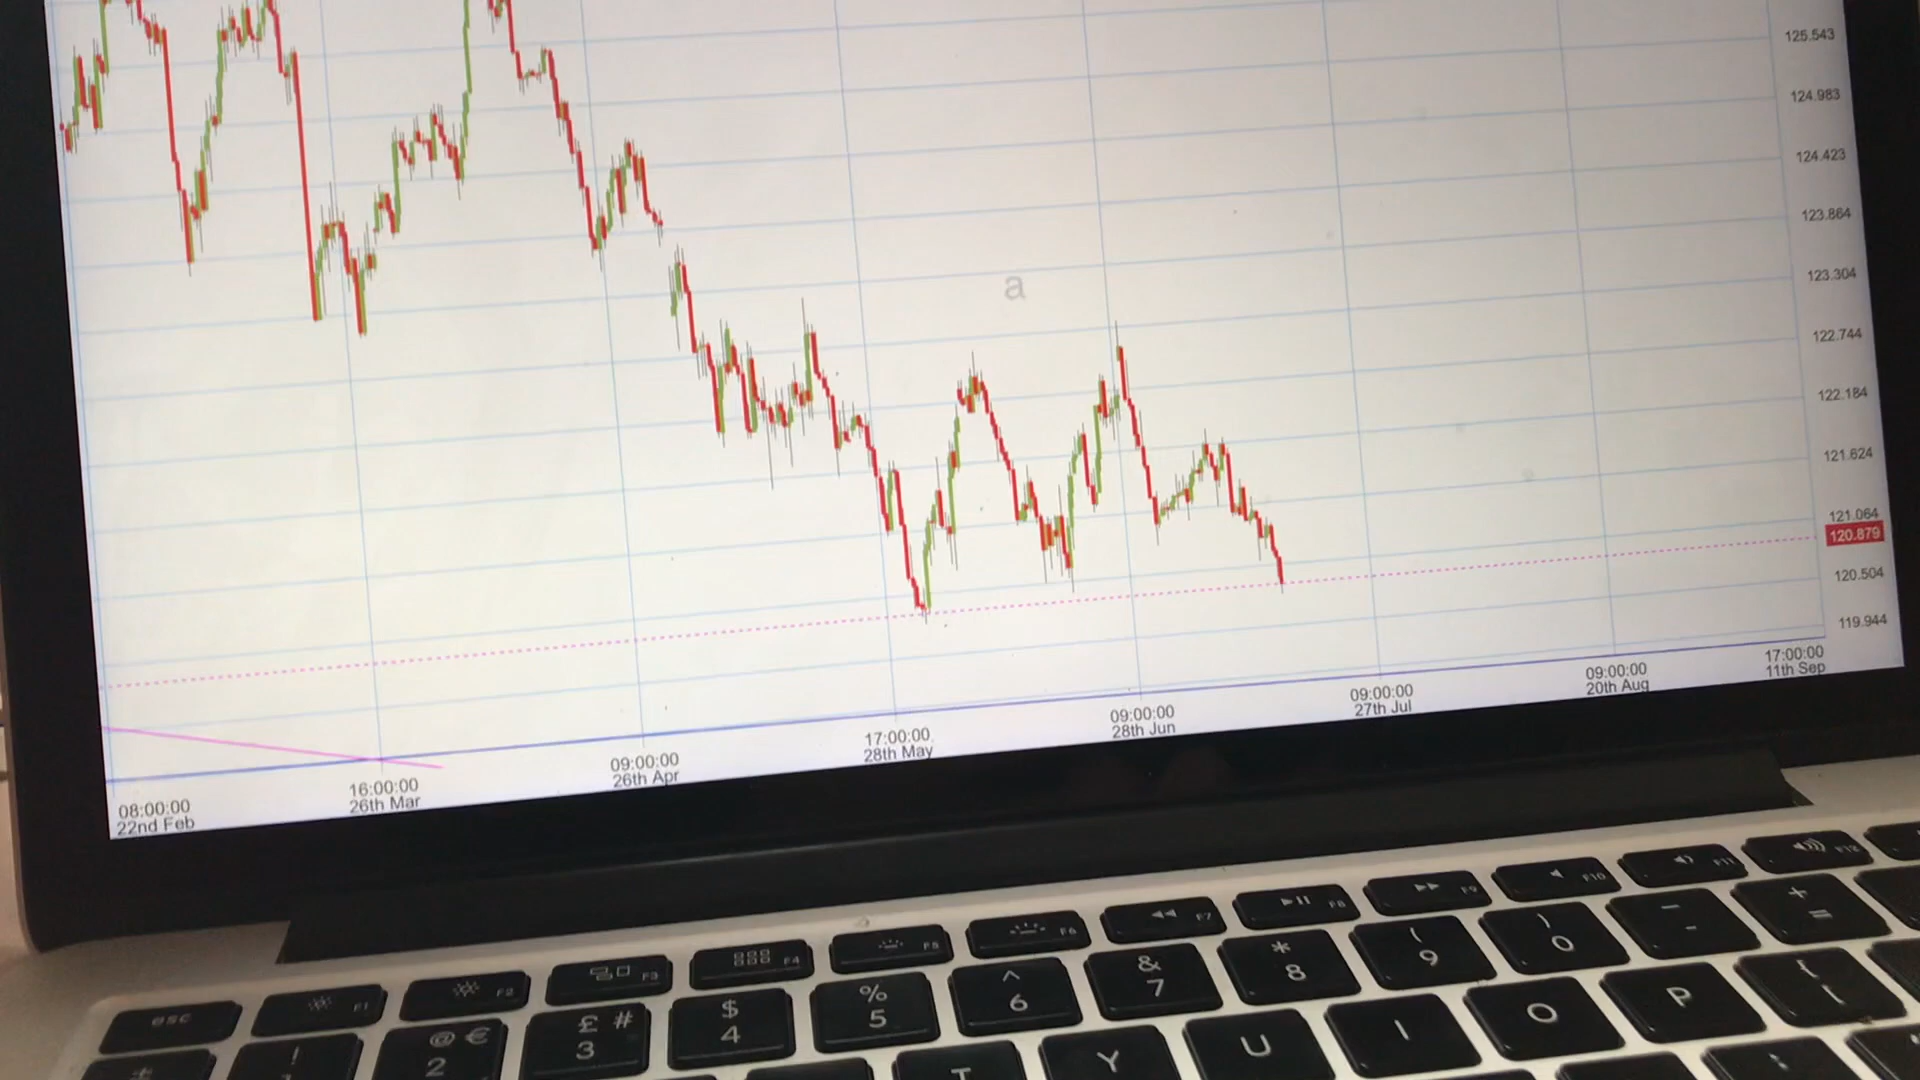 125.543
124.983
124.423
123.864
123.304
a
122.744
122.184
121.624
121.064
120.879
120.504
119.944
17:00:00
11th Sep
09:00:00
20th Aug
09:00:00
27th Jul
09:00:00
28th Jun
17:00:00
28th May
09:00:00
26th Apr
16:00:00
26th Mar
08:00:00
22nd Feb
esc F1 F2 F3 F4 F5 F6 F7 F8 F9 F10 F11 F12
! @ € £ # $ % ^ & * ( ) - +
± 2 3 4 5 6 7 8 9 0 - =
T Y U I O P { [